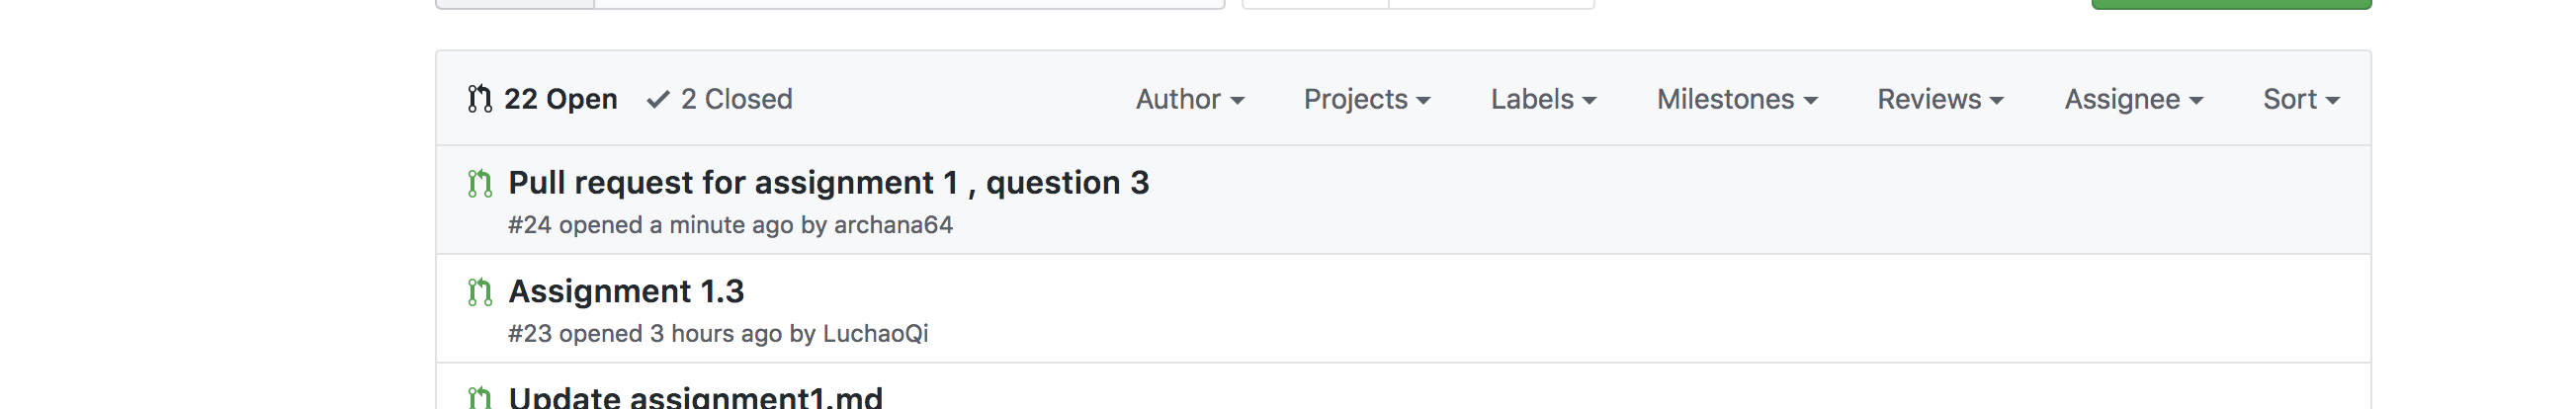 22 Open 2 Closed Author Projects Labels Milestones Reviews Assignee Sort
Pull request for assignment 1 , question 3
#24 opened a minute ago by archana64
Assignment 1.3
#23 opened 3 hours ago by LuchaoQi
Update assignment1.md